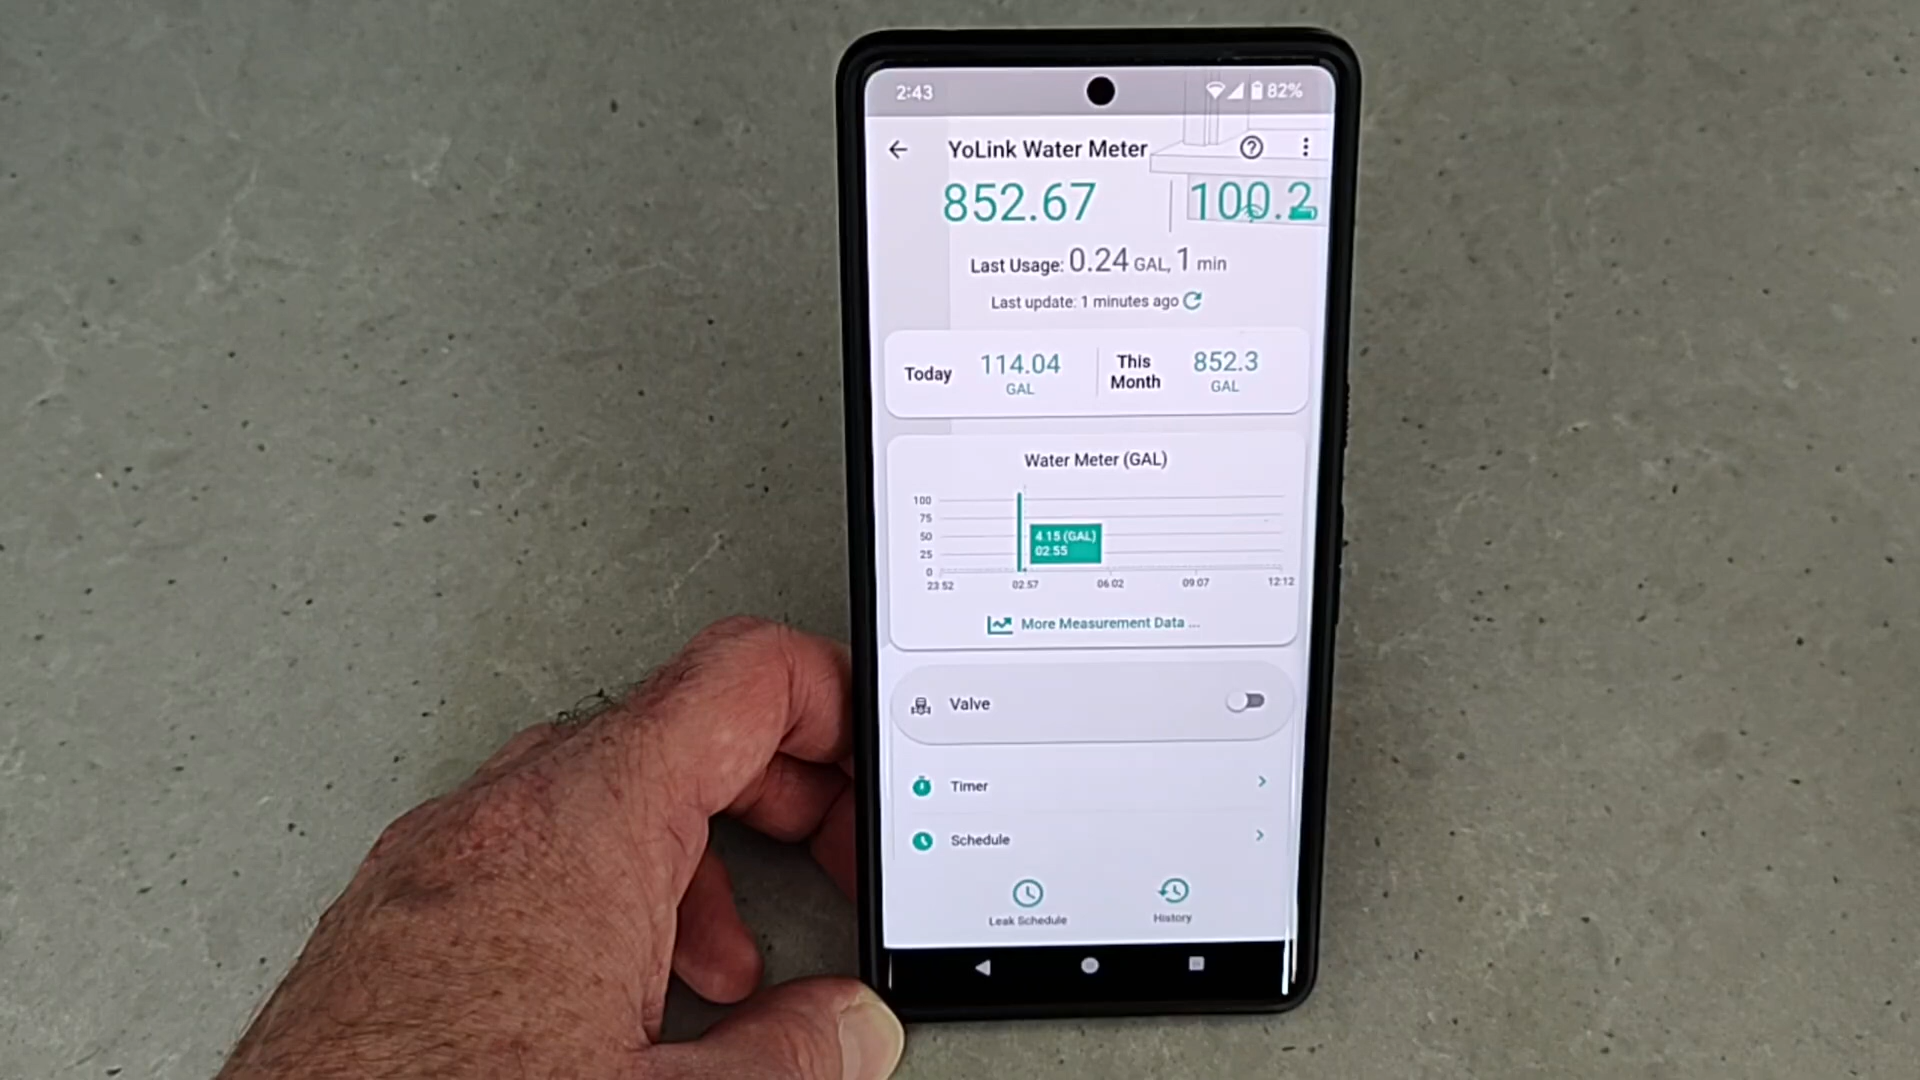 2:43 82%
YoLink Water Meter
852.67 100.2
Last Usage: 0.24 GAL, 1 min
Last update: 1 minutes ago
Today 114.04 GAL
This Month 852.3 GAL
Water Meter (GAL)
100
75
50
25
0
4.15 (GAL)
02:55
23:52 02:57 06:02 09:07 12:12
More Measurement Data ...
Valve
Timer
Schedule
Leak Schedule History